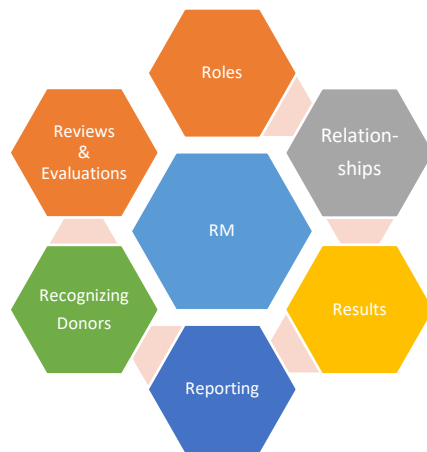 Roles
Relation-
ships
Results
Reporting
Recognizing
Donors
Reviews
&
Evaluations
RM